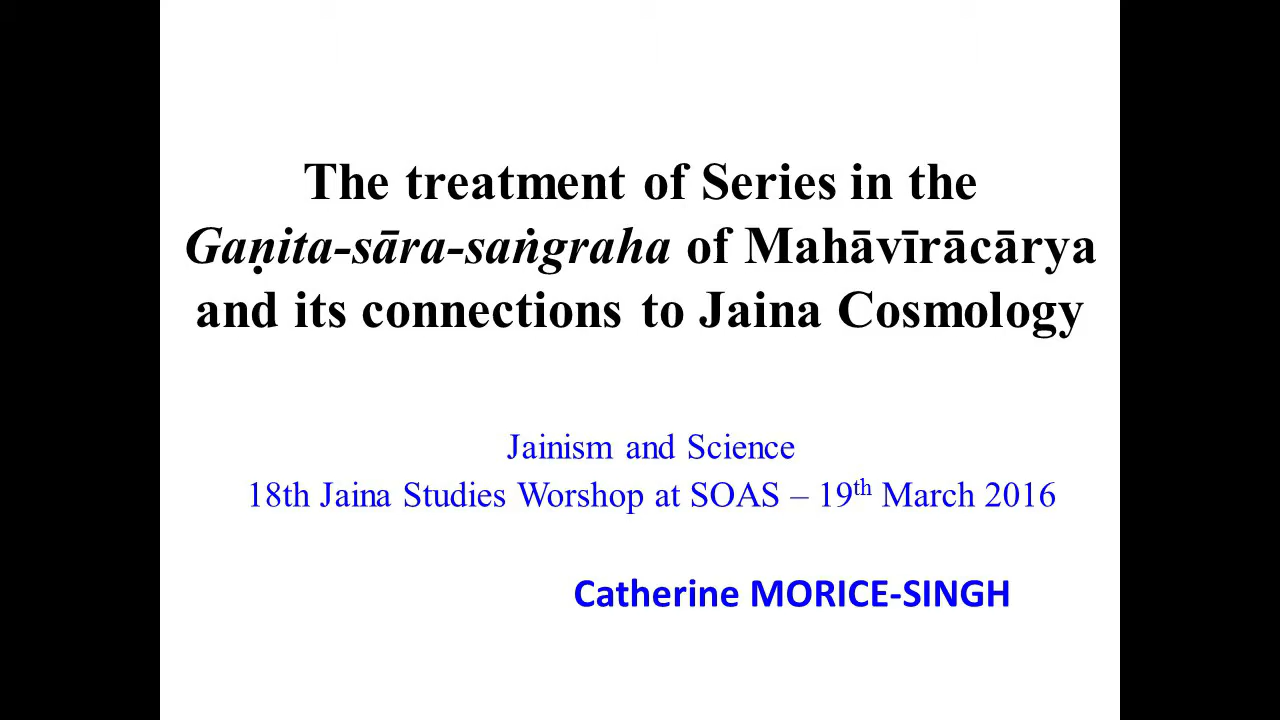 The treatment of Series in the
Gaṇita-sāra-saṅgraha of Mahāvīrācārya
and its connections to Jaina Cosmology
Jainism and Science
18th Jaina Studies Worshop at SOAS – 19th March 2016
Catherine MORICE-SINGH